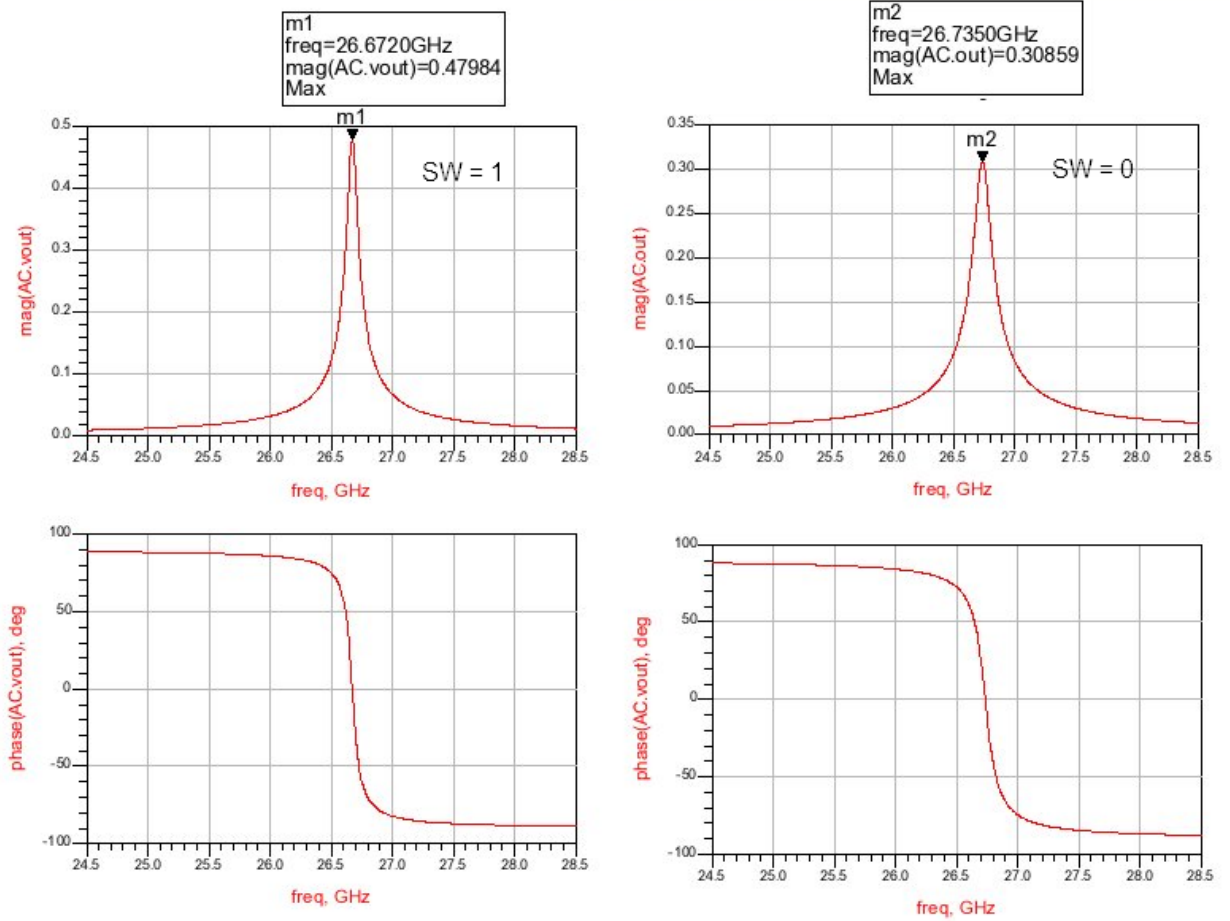 m1
freq=26.6720GHz
mag(AC.vout)=0.47984
Max
m2
freq=26.7350GHz
mag(AC.out)=0.30859
Max
m1
SW = 1
0.5
0.4
0.3
0.2
0.1
0.0
mag(AC.vout)
24.5 25.0 25.5 26.0 26.5 27.0 27.5 28.0 28.5
freq, GHz
m2
SW = 0
0.35
0.30
0.25
0.20
0.15
0.10
0.05
0.00
mag(AC.out)
24.5 25.0 25.5 26.0 26.5 27.0 27.5 28.0 28.5
freq, GHz
100
50
0
-50
-100
phase(AC.vout), deg
24.5 25.0 25.5 26.0 26.5 27.0 27.5 28.0 28.5
freq, GHz
100
50
0
-50
-100
phase(AC.vout), deg
24.5 25.0 25.5 26.0 26.5 27.0 27.5 28.0 28.5
freq, GHz